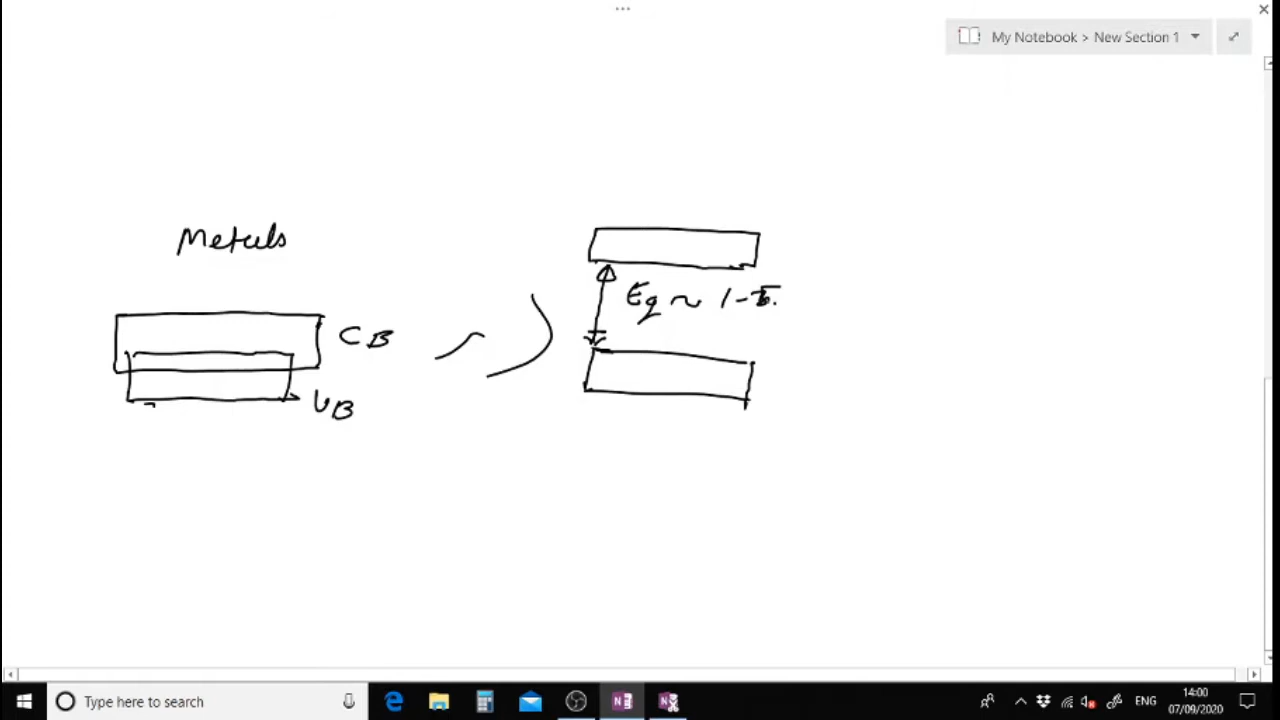 ...
My Notebook > New Section 1
Metals
CB
VB
Eg ~ 1-5.
Type here to search
ENG
14:00
07/09/2020